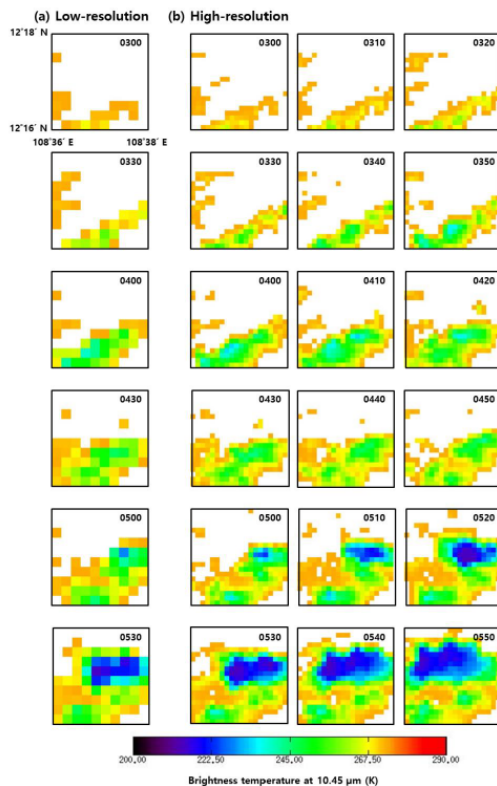 (a) Low-resolution (b) High-resolution
12°18' N
0300 0300 0310 0320
12°16' N
108°36' E 108°38' E
0330 0330 0340 0350
0400 0400 0410 0420
0430 0430 0440 0450
0500 0500 0510 0520
0530 0530 0540 0550
200.00 222.50 245.00 267.50 290.00
Brightness temperature at 10.45 μm (K)